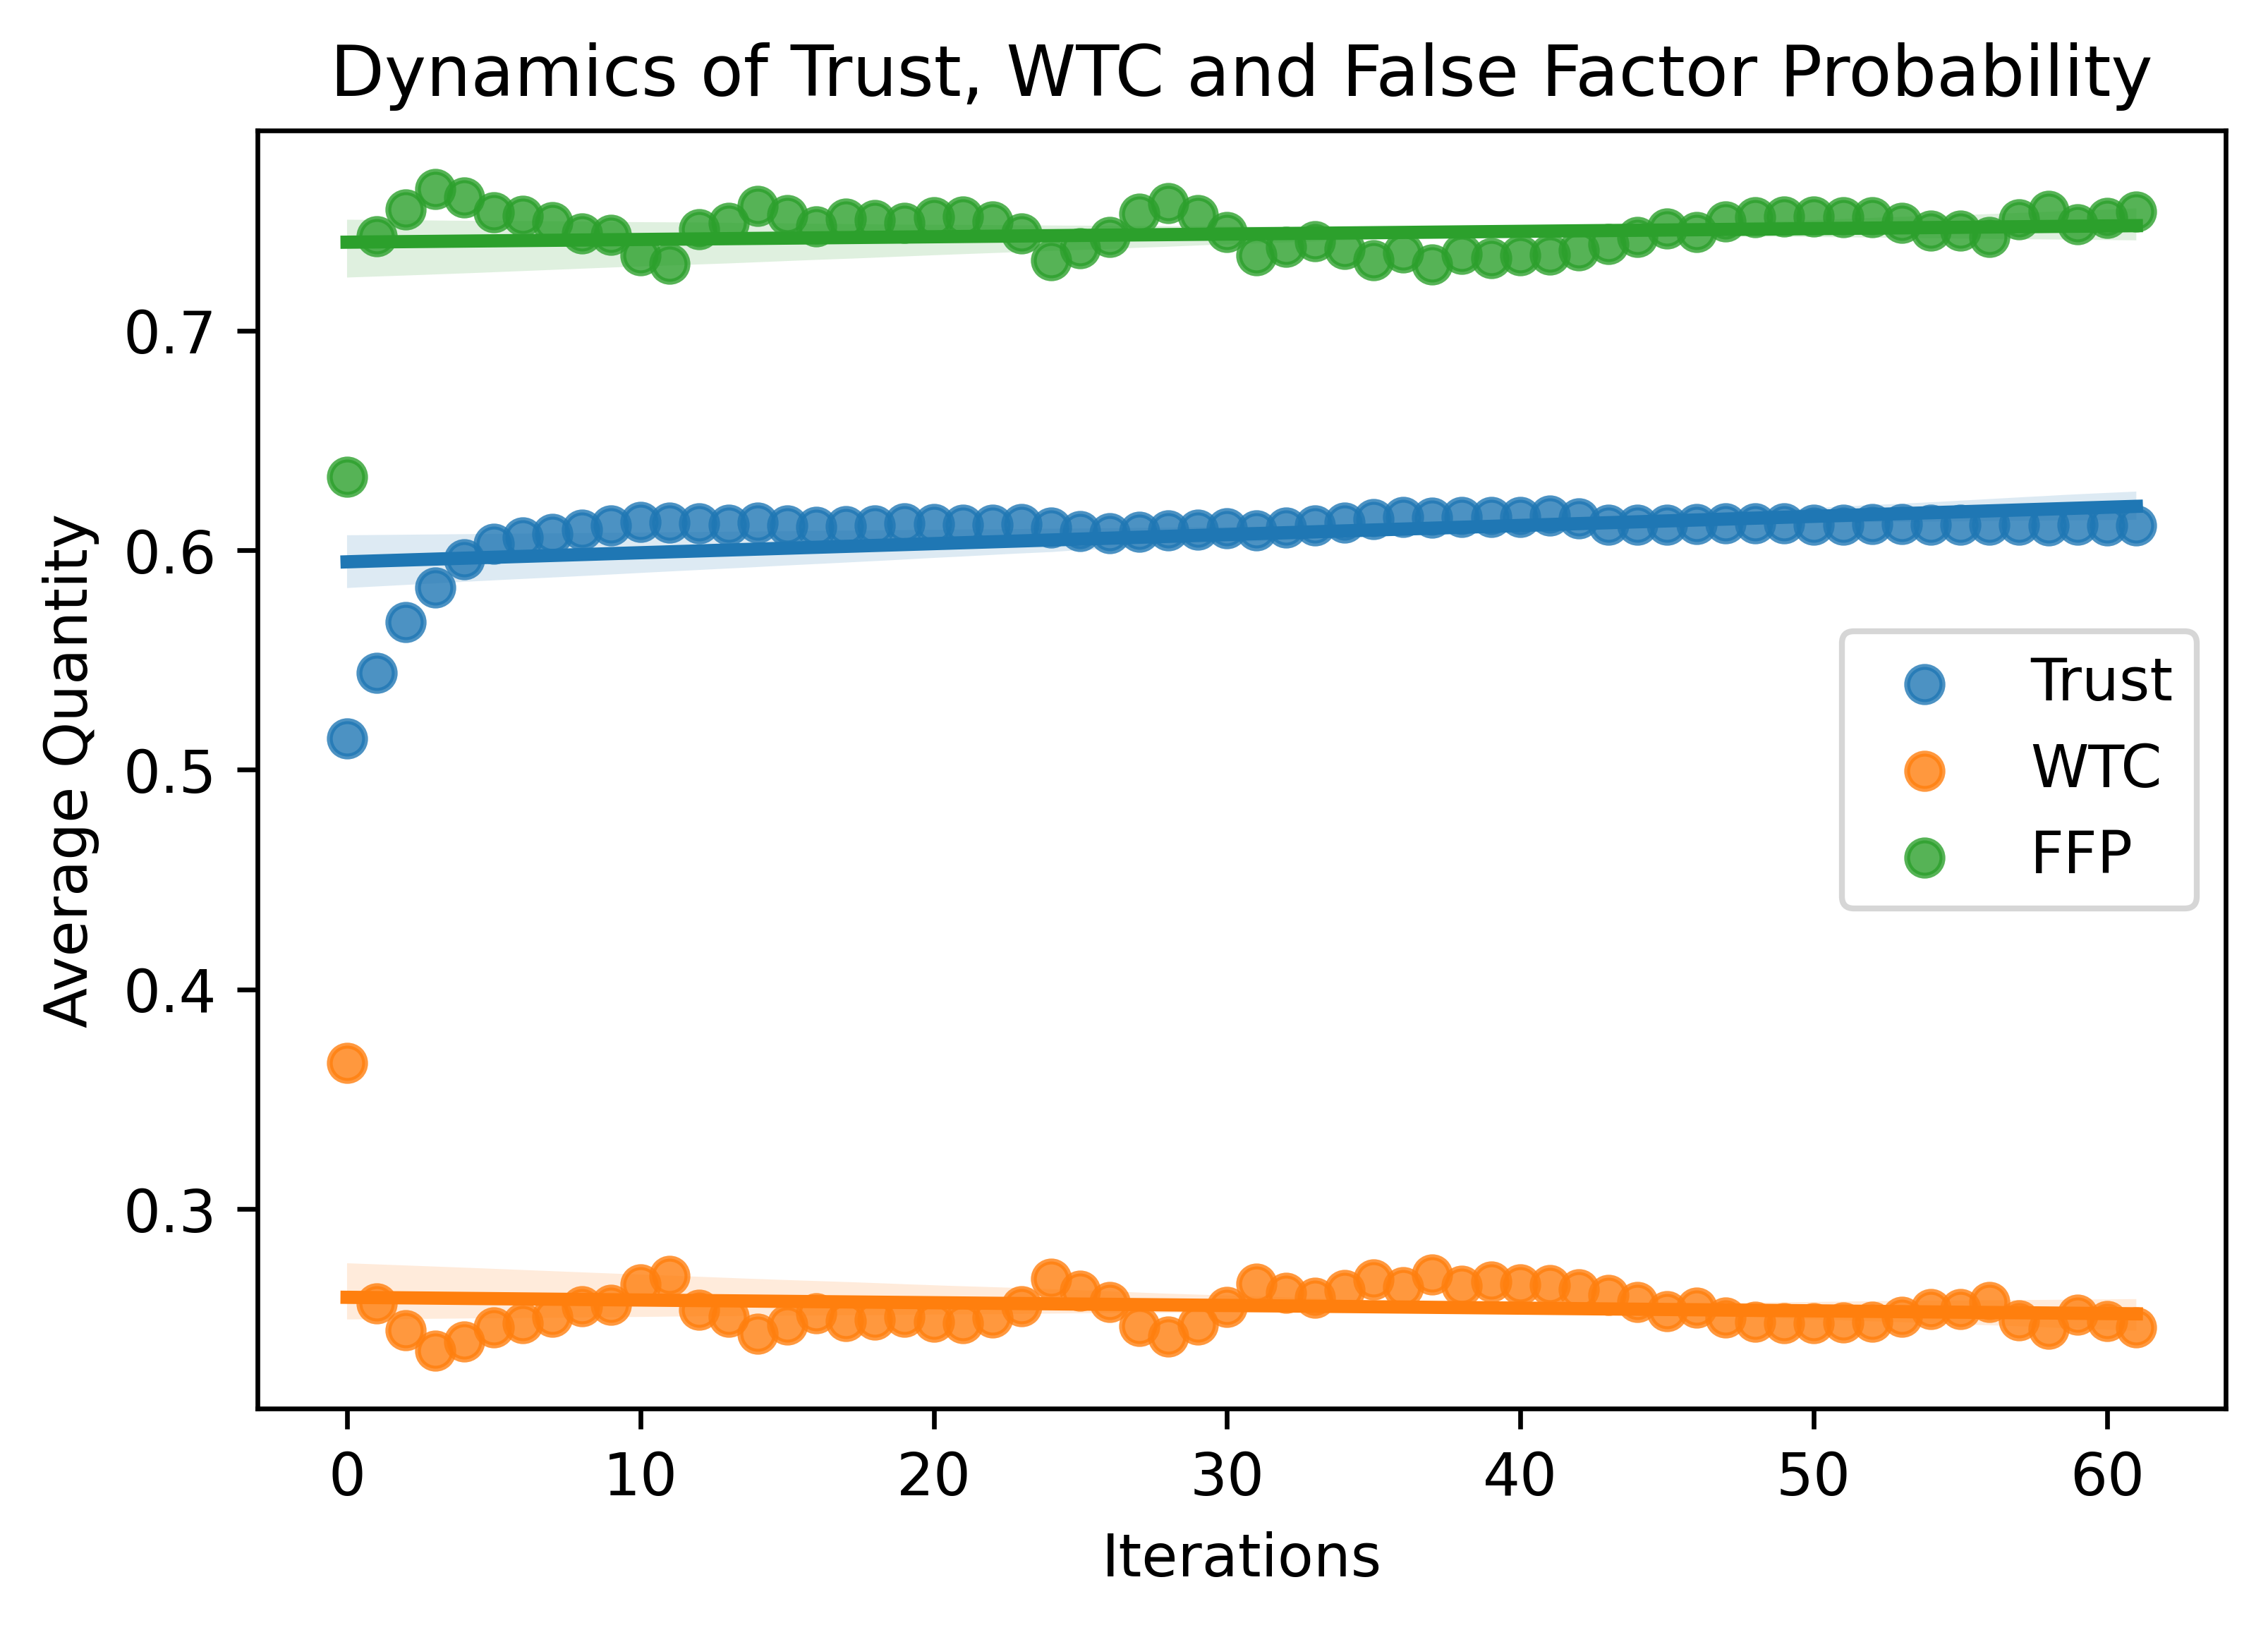 Dynamics of Trust, WTC and False Factor Probability
Average Quantity
0.7
0.6
0.5
0.4
0.3
Trust
WTC
FFP
0 10 20 30 40 50 60
Iterations